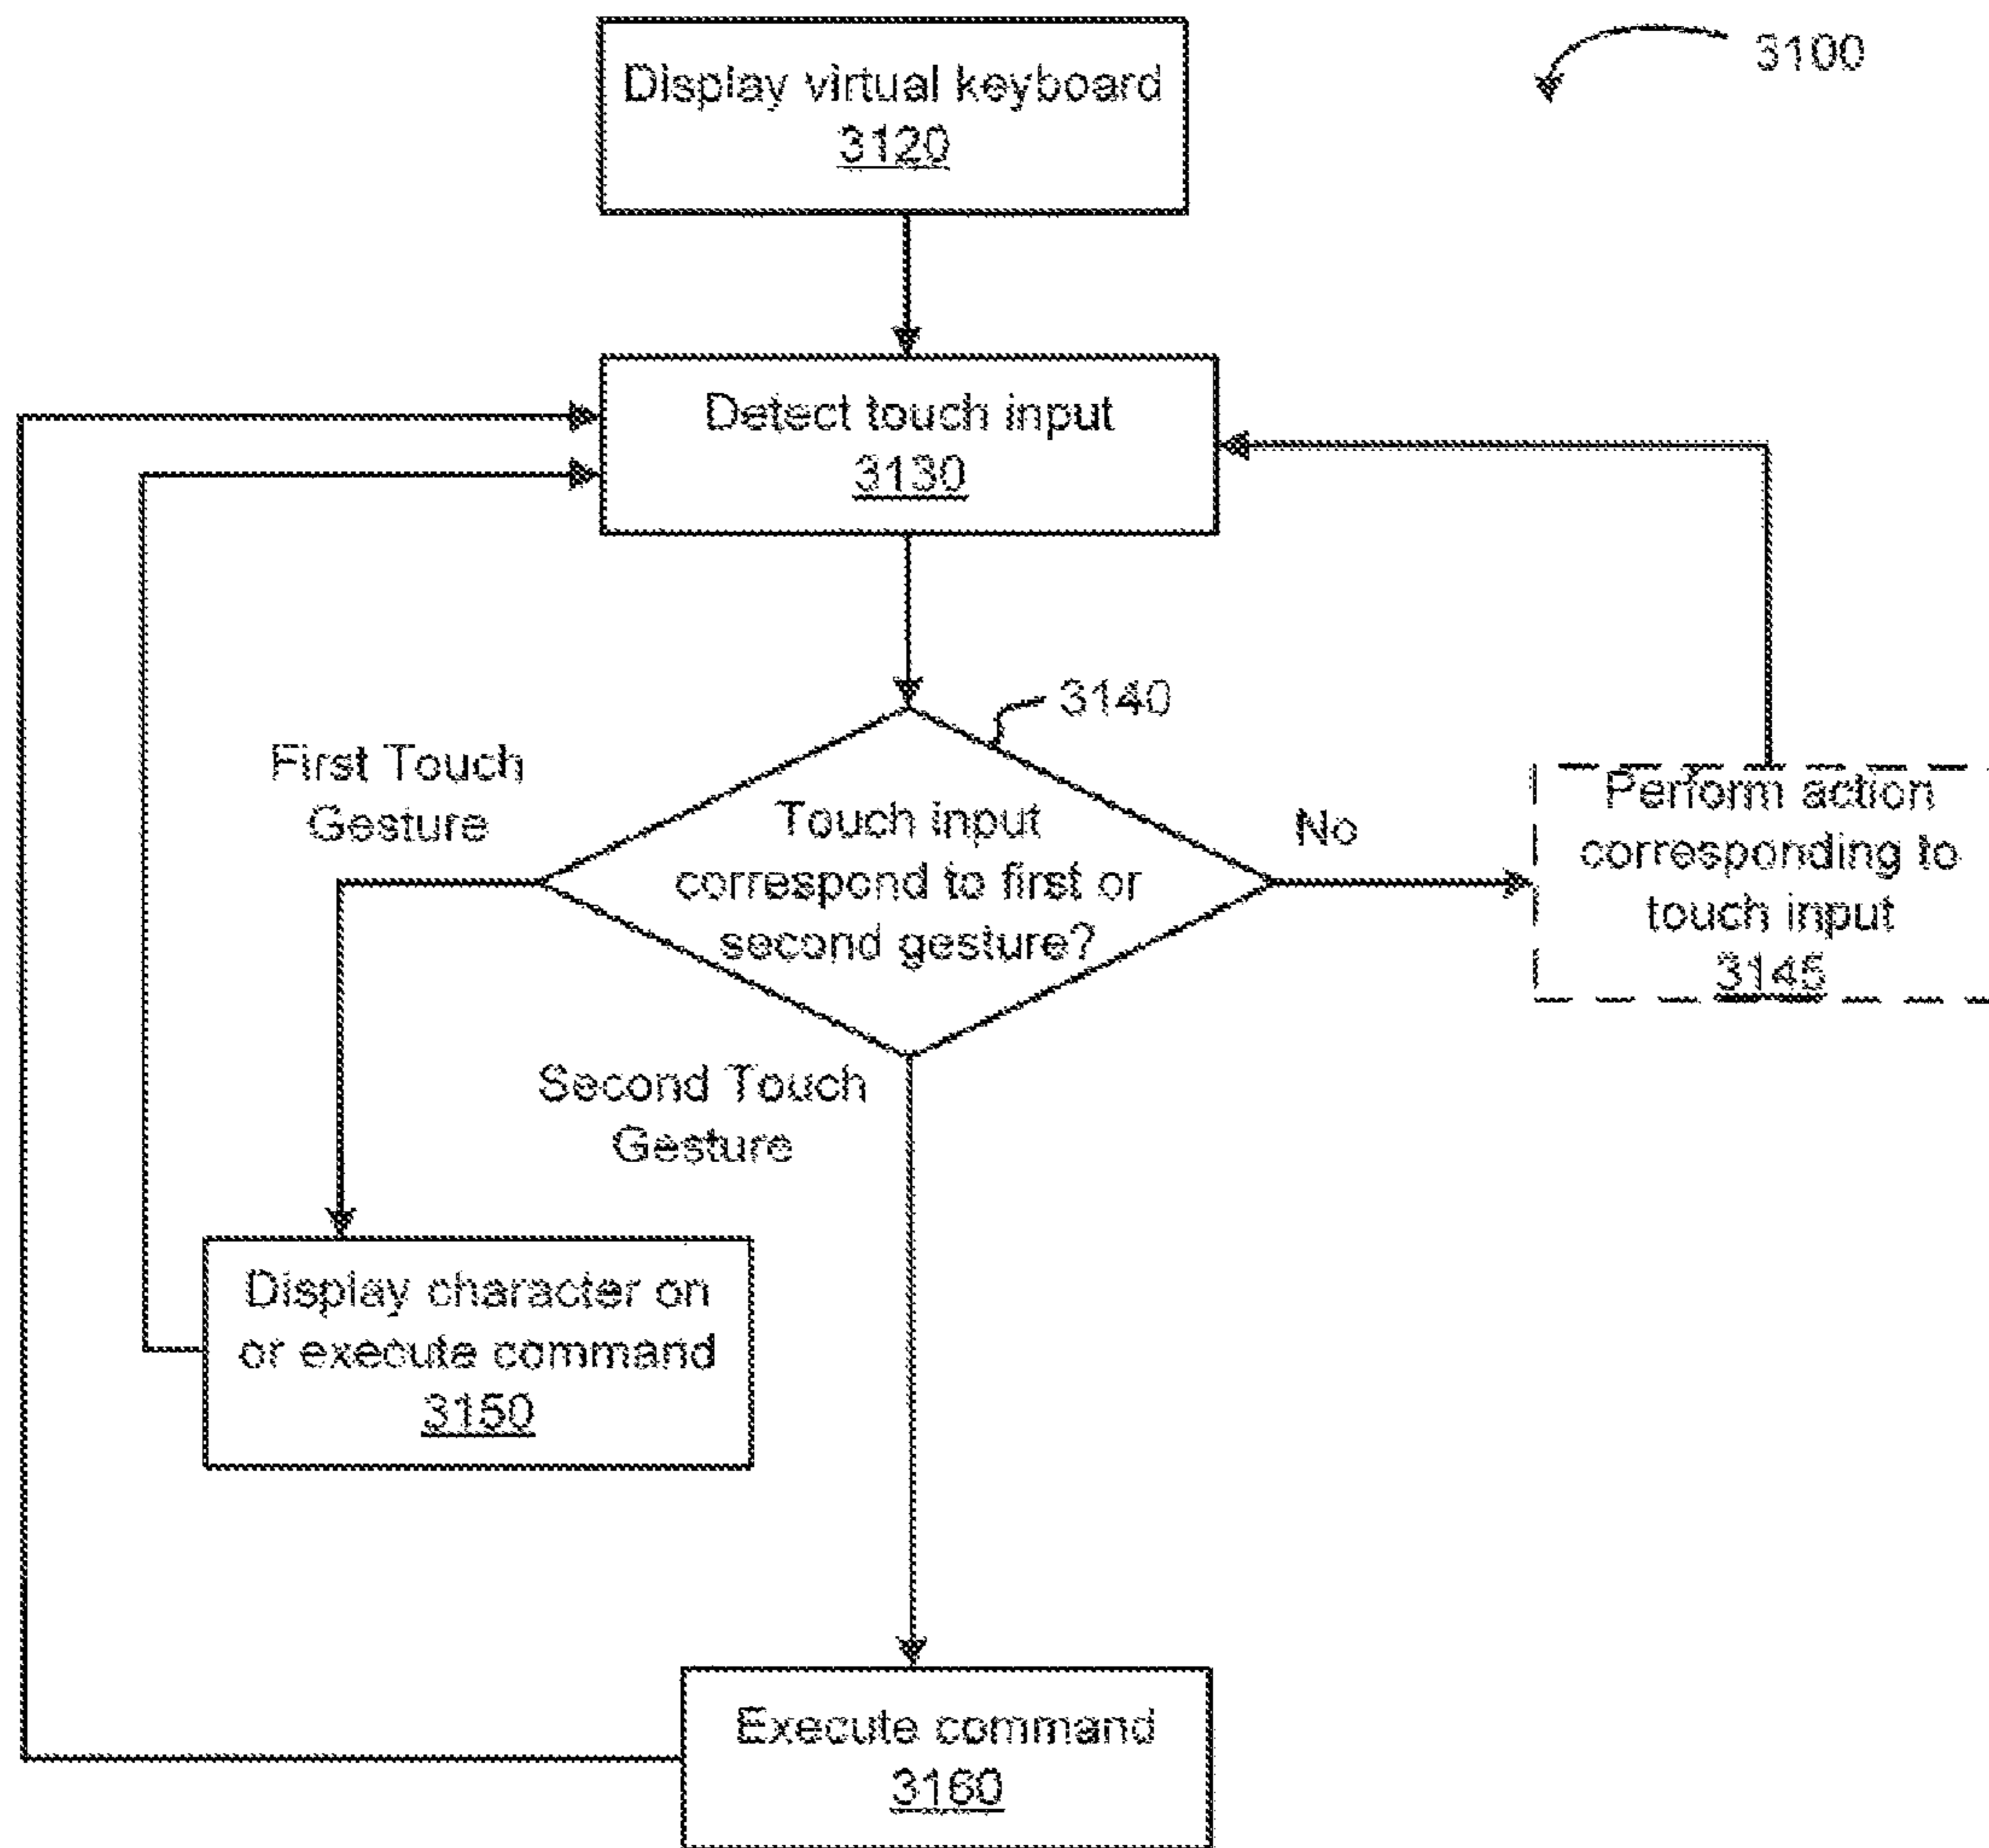 3100
Display virtual keyboard
3120
Detect touch input
3130
3140
First Touch
Gesture
Touch input
correspond to first or
second gesture?
No
Perform action
corresponding to
touch input
3145
Second Touch
Gesture
Display character on
or execute command
3150
Execute command
3160